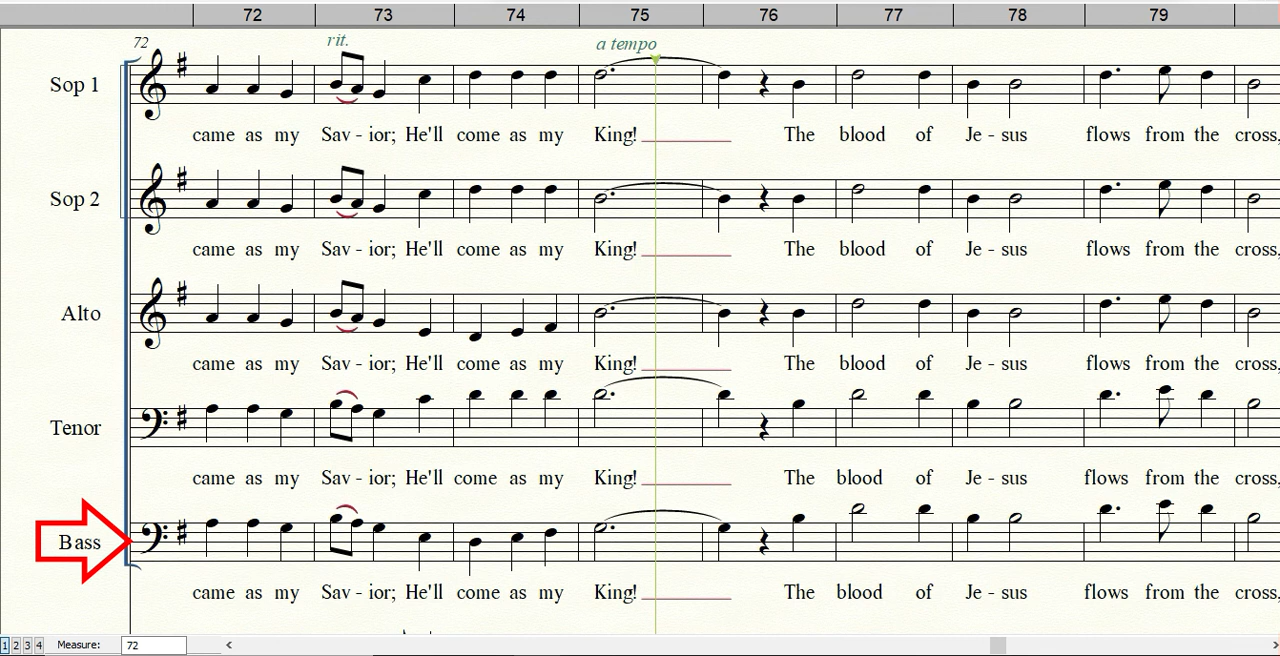 72 73 74 75 76 77 78 79
72 rit. a tempo
Sop 1
came as my Sav - ior; He'll come as my King! The blood of Je - sus flows from the cross,
Sop 2
came as my Sav - ior; He'll come as my King! The blood of Je - sus flows from the cross,
Alto
came as my Sav - ior; He'll come as my King! The blood of Je - sus flows from the cross,
Tenor
came as my Sav - ior; He'll come as my King! The blood of Je - sus flows from the cross,
Bass
came as my Sav - ior; He'll come as my King! The blood of Je - sus flows from the cross,
1 2 3 4 Measure: 72